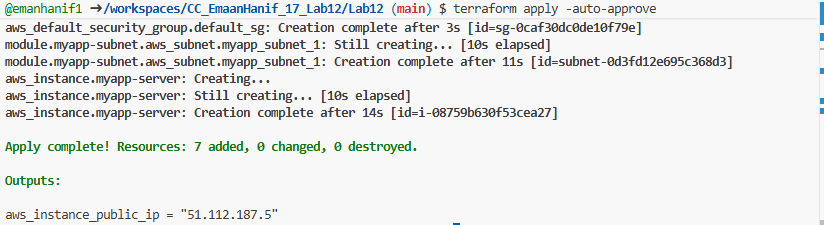 @emanhanif1 ➜/workspaces/CC_EmaanHanif_17_Lab12/Lab12 (main) $ terraform apply -auto-approve
aws_default_security_group.default_sg: Creation complete after 3s [id=sg-0caf30dc0de10f79e]
module.myapp-subnet.aws_subnet.myapp_subnet_1: Still creating... [10s elapsed]
module.myapp-subnet.aws_subnet.myapp_subnet_1: Creation complete after 11s [id=subnet-0d3fd12e695c368d3]
aws_instance.myapp-server: Creating...
aws_instance.myapp-server: Still creating... [10s elapsed]
aws_instance.myapp-server: Creation complete after 14s [id=i-08759b630f53cea27]
Apply complete! Resources: 7 added, 0 changed, 0 destroyed.
Outputs:
aws_instance_public_ip = "51.112.187.5"